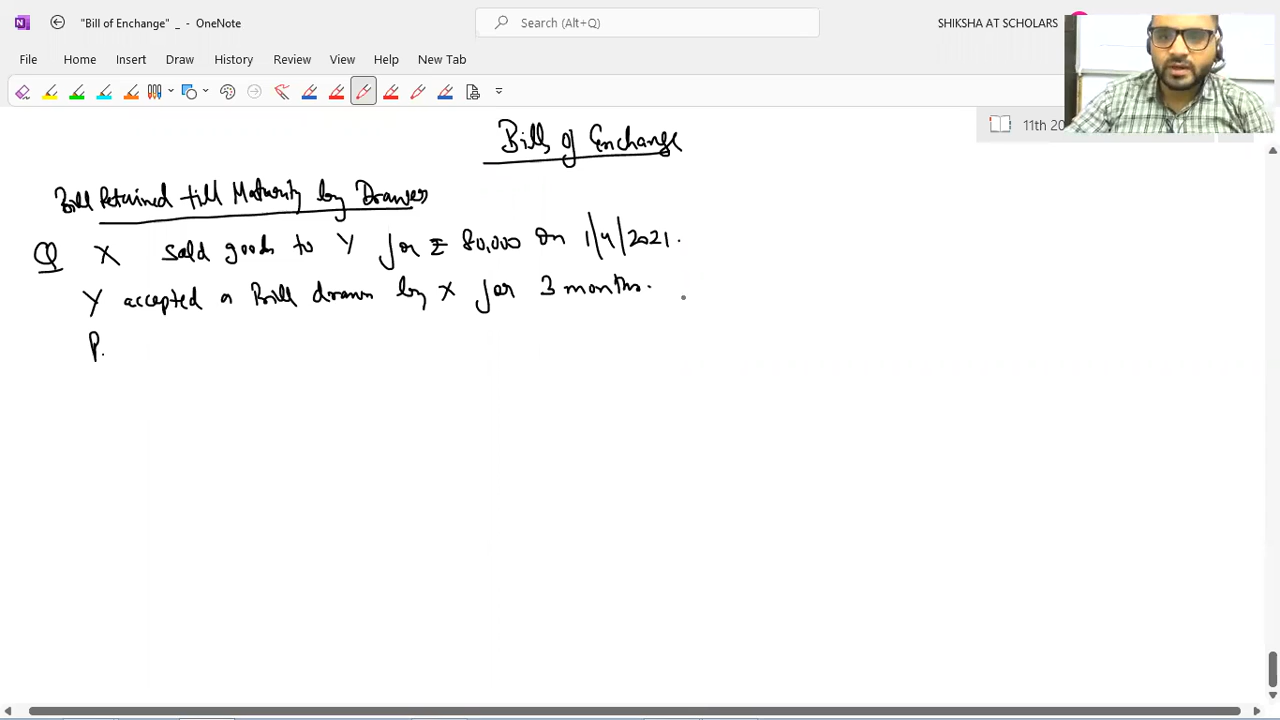 "Bill of Enchange" _ - OneNote
Search (Alt+Q)
SHIKSHA AT SCHOLARS
File Home Insert Draw History Review View Help New Tab
11th 20
Bills of Enchange
Bill Retained till Maturity by Drawer
Q X Sold goods to Y for ₹ 80,000 on 1/4/2021.
Y accepted a Bill drawn by X for 3 months.
P.